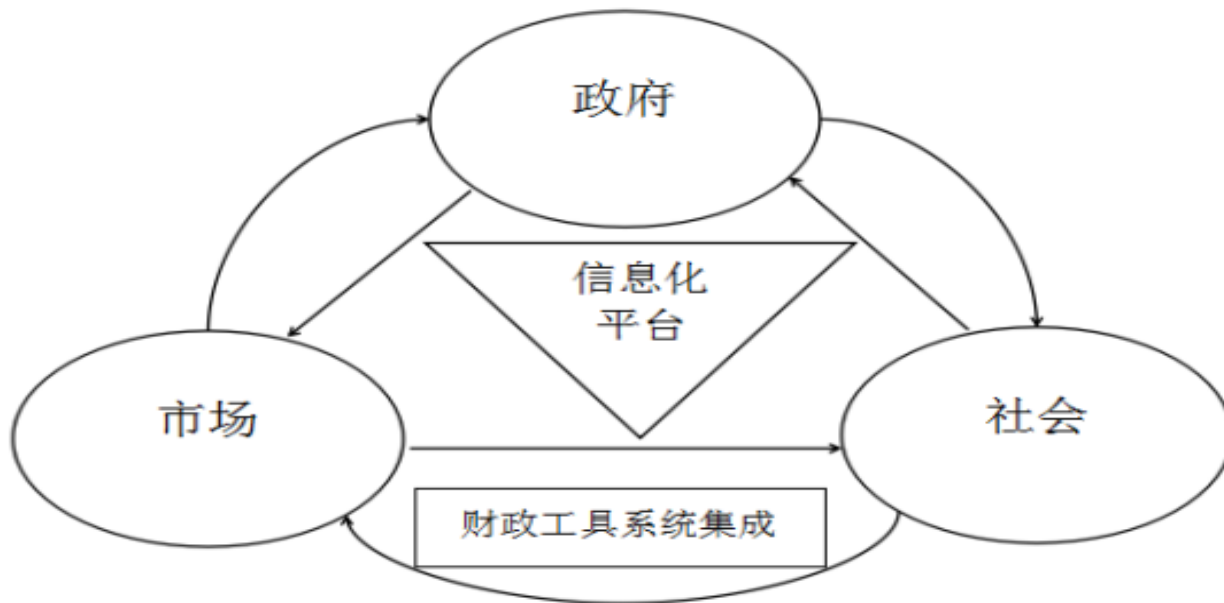 政府
信息化
平台
市场
社会
财政工具系统集成